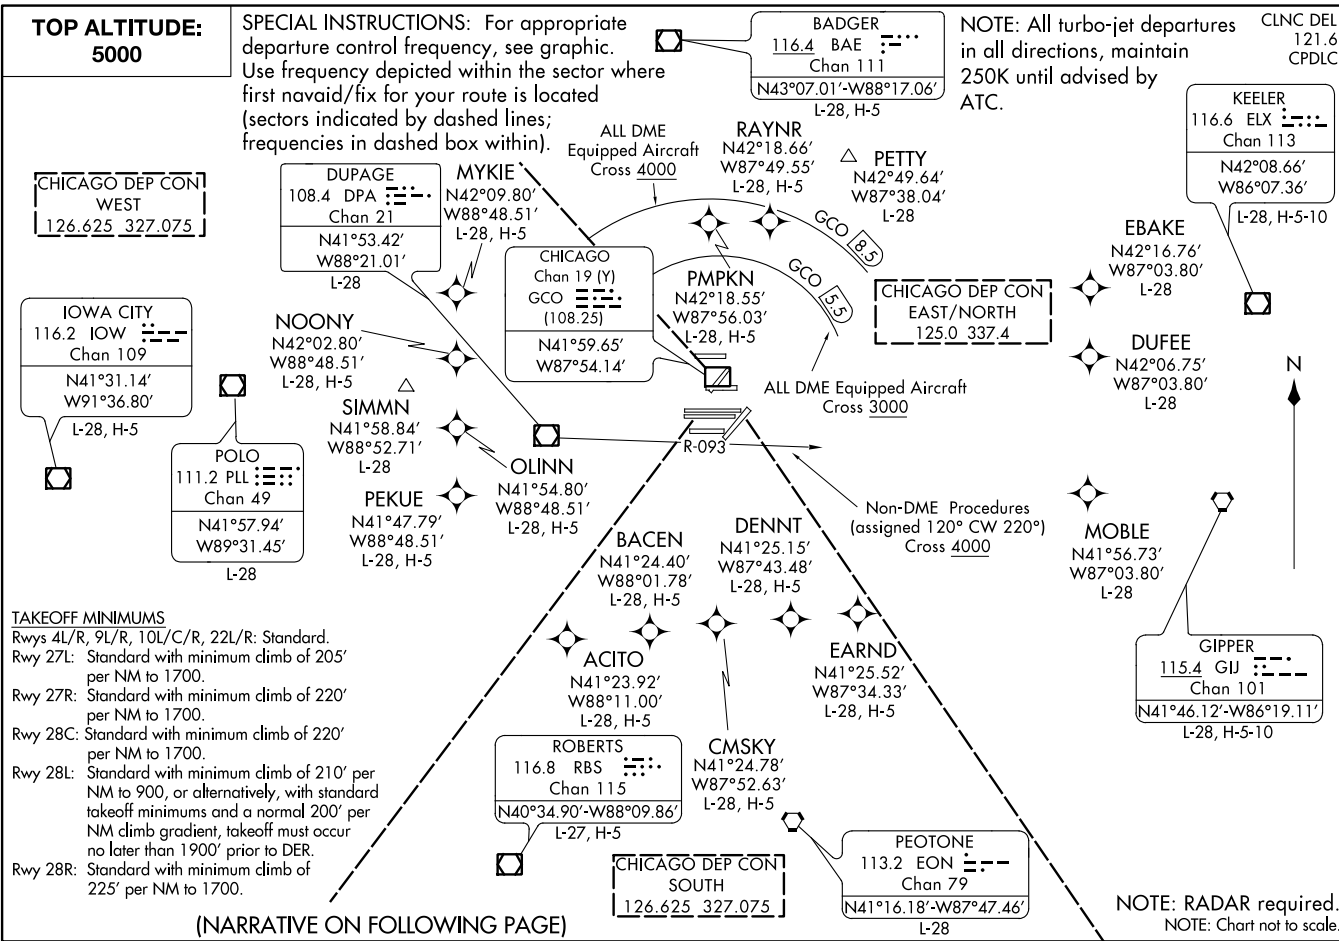 TOP ALTITUDE:
5000
SPECIAL INSTRUCTIONS: For appropriate
departure control frequency, see graphic.
Use frequency depicted within the sector where
first navaid/fix for your route is located
(sectors indicated by dashed lines;
frequencies in dashed box within).
BADGER
116.4 BAE
Chan 111
N43°07.01'-W88°17.06'
L-28, H-5
NOTE: All turbo-jet departures
in all directions, maintain
250K until advised by
ATC.
CLNC DEL
121.6
CPDLC
KEELER
116.6 ELX
Chan 113
N42°08.66'
W86°07.36'
L-28, H-5-10
CHICAGO DEP CON
WEST
126.625 327.075
DUPAGE
108.4 DPA
Chan 21
N41°53.42'
W88°21.01'
L-28
MYKIE
N42°09.80'
W88°48.51'
L-28, H-5
ALL DME
Equipped Aircraft
Cross 4000
RAYNR
N42°18.66'
W87°49.55'
L-28, H-5
PETTY
N42°49.64'
W87°38.04'
L-28
GCO 8.5
CHICAGO
Chan 19 (Y)
GCO
(108.25)
N41°59.65'
W87°54.14'
PMPKN
N42°18.55'
W87°56.03'
L-28, H-5
GCO 5.5
CHICAGO DEP CON
EAST/NORTH
125.0 337.4
EBAKE
N42°16.76'
W87°03.80'
L-28
DUFEE
N42°06.75'
W87°03.80'
L-28
N
IOWA CITY
116.2 IOW
Chan 109
N41°31.14'
W91°36.80'
L-28, H-5
NOONY
N42°02.80'
W88°48.51'
L-28, H-5
ALL DME Equipped Aircraft
Cross 3000
SIMMN
N41°58.84'
W88°52.71'
L-28
POLO
111.2 PLL
Chan 49
N41°57.94'
W89°31.45'
L-28
R-093
OLINN
N41°54.80'
W88°48.51'
L-28, H-5
PEKUE
N41°47.79'
W88°48.51'
L-28, H-5
Non-DME Procedures
(assigned 120° CW 220°)
Cross 4000
MOBLE
N41°56.73'
W87°03.80'
L-28
BACEN
N41°24.40'
W88°01.78'
L-28, H-5
DENNT
N41°25.15'
W87°43.48'
L-28, H-5
GIPPER
115.4 GIJ
Chan 101
N41°46.12'-W86°19.11'
L-28, H-5-10
TAKEOFF MINIMUMS
Rwys 4L/R, 9L/R, 10L/C/R, 22L/R: Standard.
Rwy 27L: Standard with minimum climb of 205'
per NM to 1700.
Rwy 27R: Standard with minimum climb of 220'
per NM to 1700.
Rwy 28C: Standard with minimum climb of 220'
per NM to 1700.
Rwy 28L: Standard with minimum climb of 210' per
NM to 900, or alternatively, with standard
takeoff minimums and a normal 200' per
NM climb gradient, takeoff must occur
no later than 1900' prior to DER.
Rwy 28R: Standard with minimum climb of
225' per NM to 1700.
ACITO
N41°23.92'
W88°11.00'
L-28, H-5
EARND
N41°25.52'
W87°34.33'
L-28, H-5
CMSKY
N41°24.78'
W87°52.63'
L-28, H-5
ROBERTS
116.8 RBS
Chan 115
N40°34.90'-W88°09.86'
L-27, H-5
CHICAGO DEP CON
SOUTH
126.625 327.075
PEOTONE
113.2 EON
Chan 79
N41°16.18'-W87°47.46'
L-28
(NARRATIVE ON FOLLOWING PAGE)
NOTE: RADAR required.
NOTE: Chart not to scale.